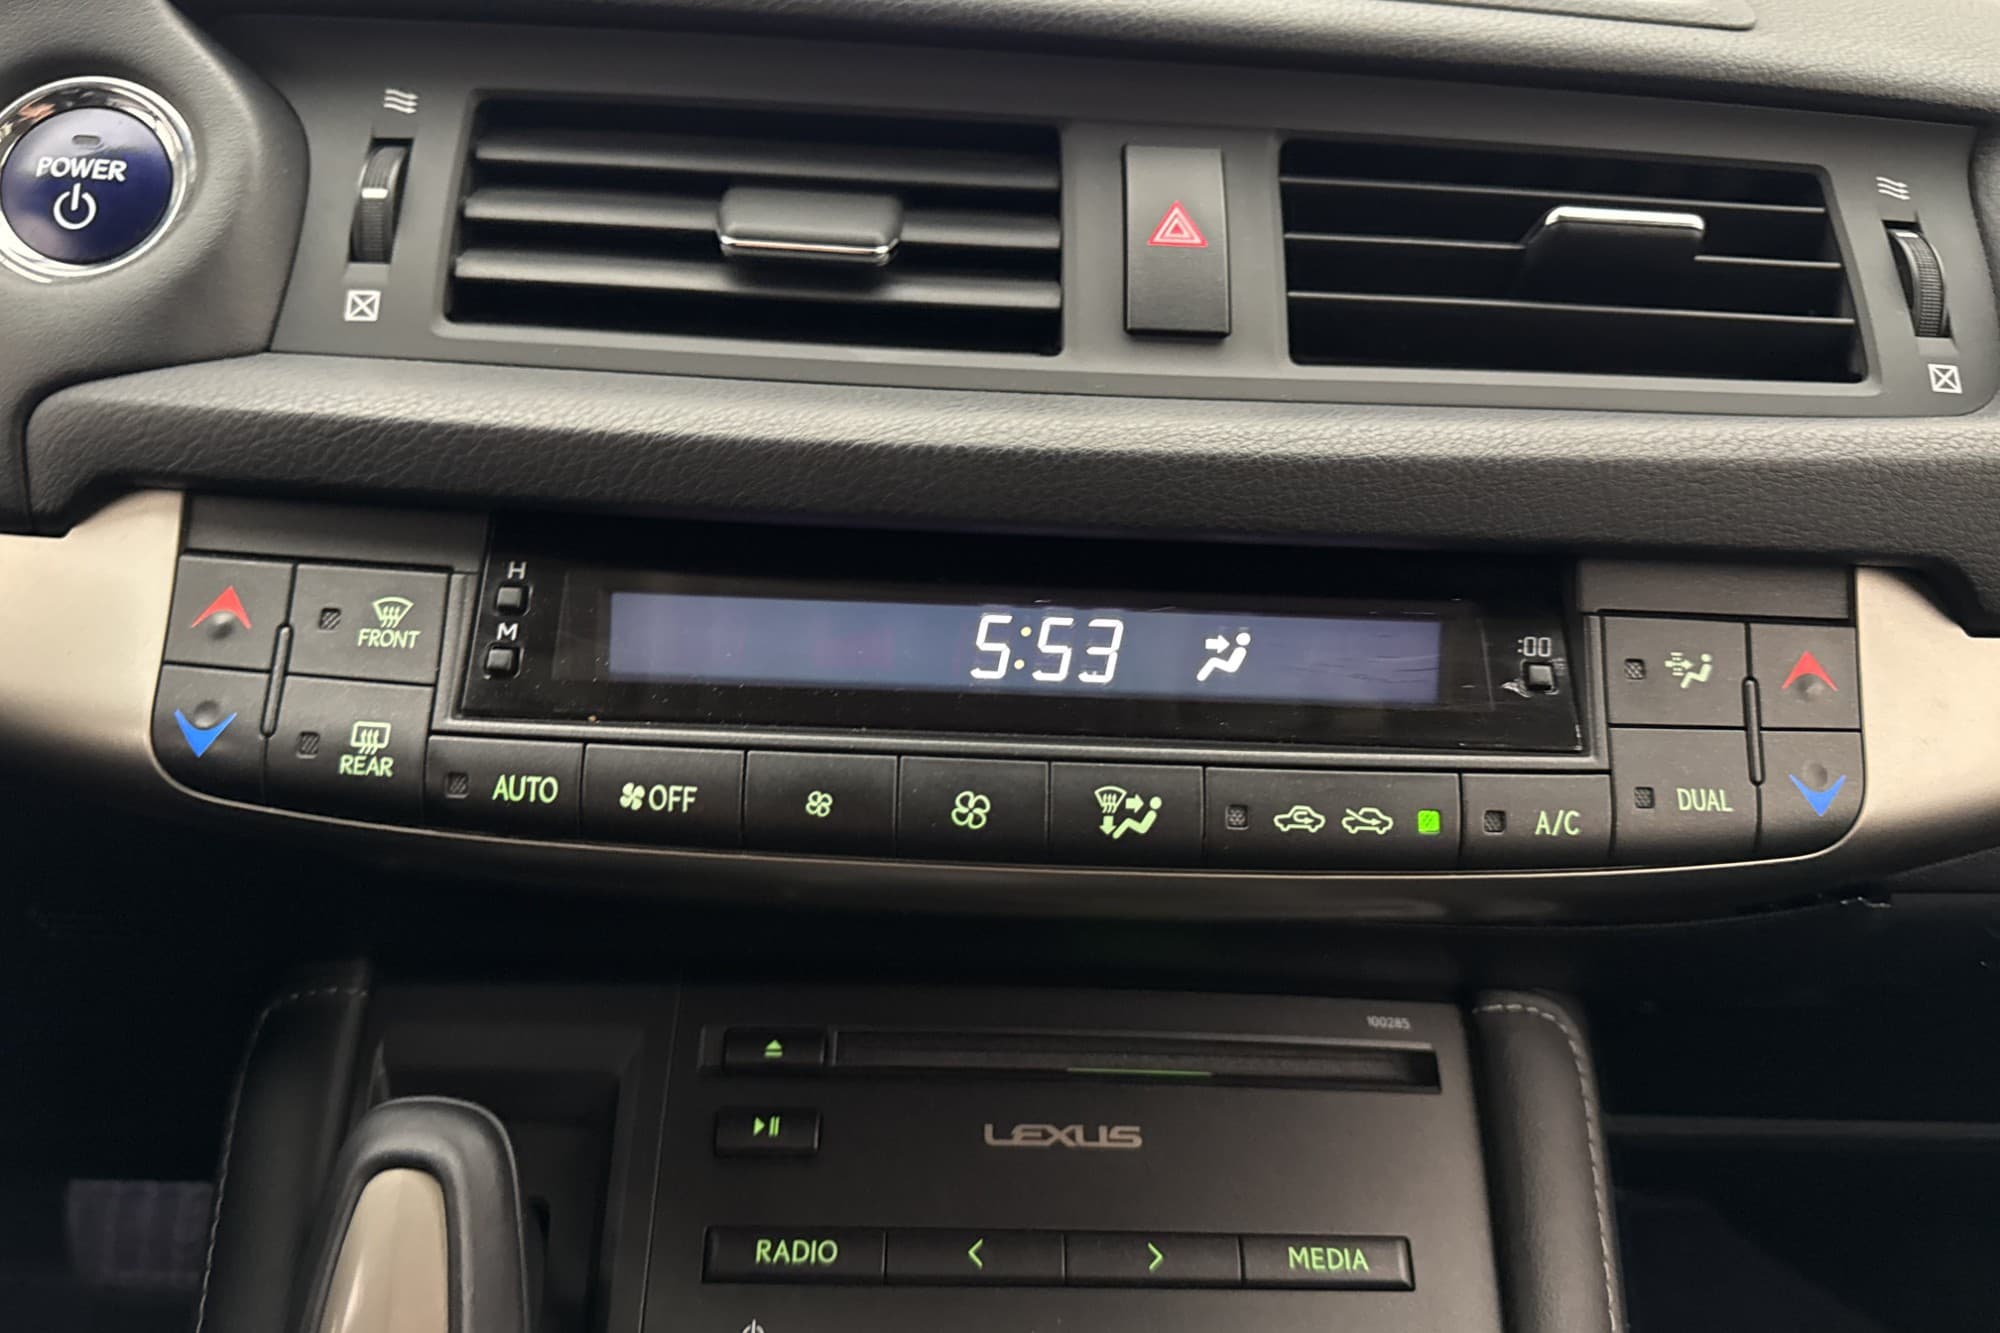 POWER
H
M
5:53
:00
FRONT
REAR
AUTO
OFF
A/C
DUAL
100285
LEXUS
RADIO
<
>
MEDIA